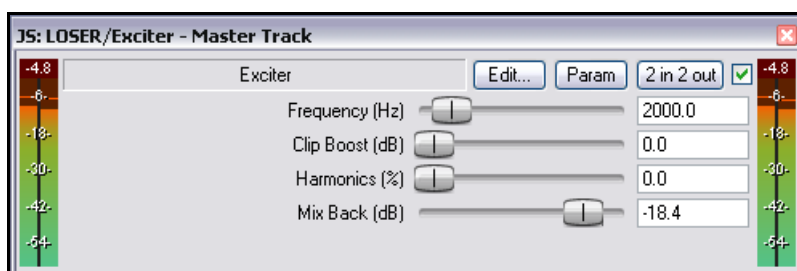 JS: LOSER/Exciter - Master Track
-4.8 Exciter Edit... Param 2 in 2 out -4.8
-6- Frequency (Hz) 2000.0 -6-
-18- Clip Boost (dB) 0.0 -18-
-30- Harmonics (%) 0.0 -30-
-42- Mix Back (dB) -18.4 -42-
-54- -54-